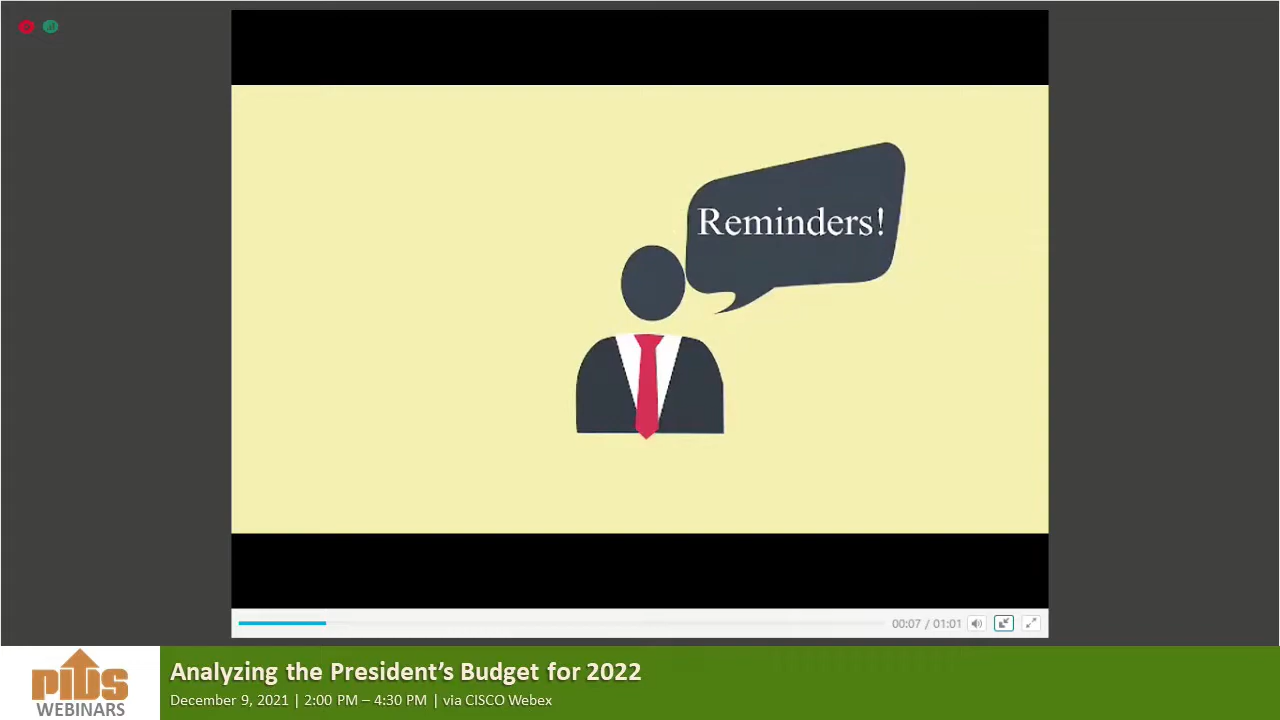 Reminders!
00:07 / 01:01
pids
WEBINARS
Analyzing the President’s Budget for 2022
December 9, 2021 | 2:00 PM – 4:30 PM | via CISCO Webex